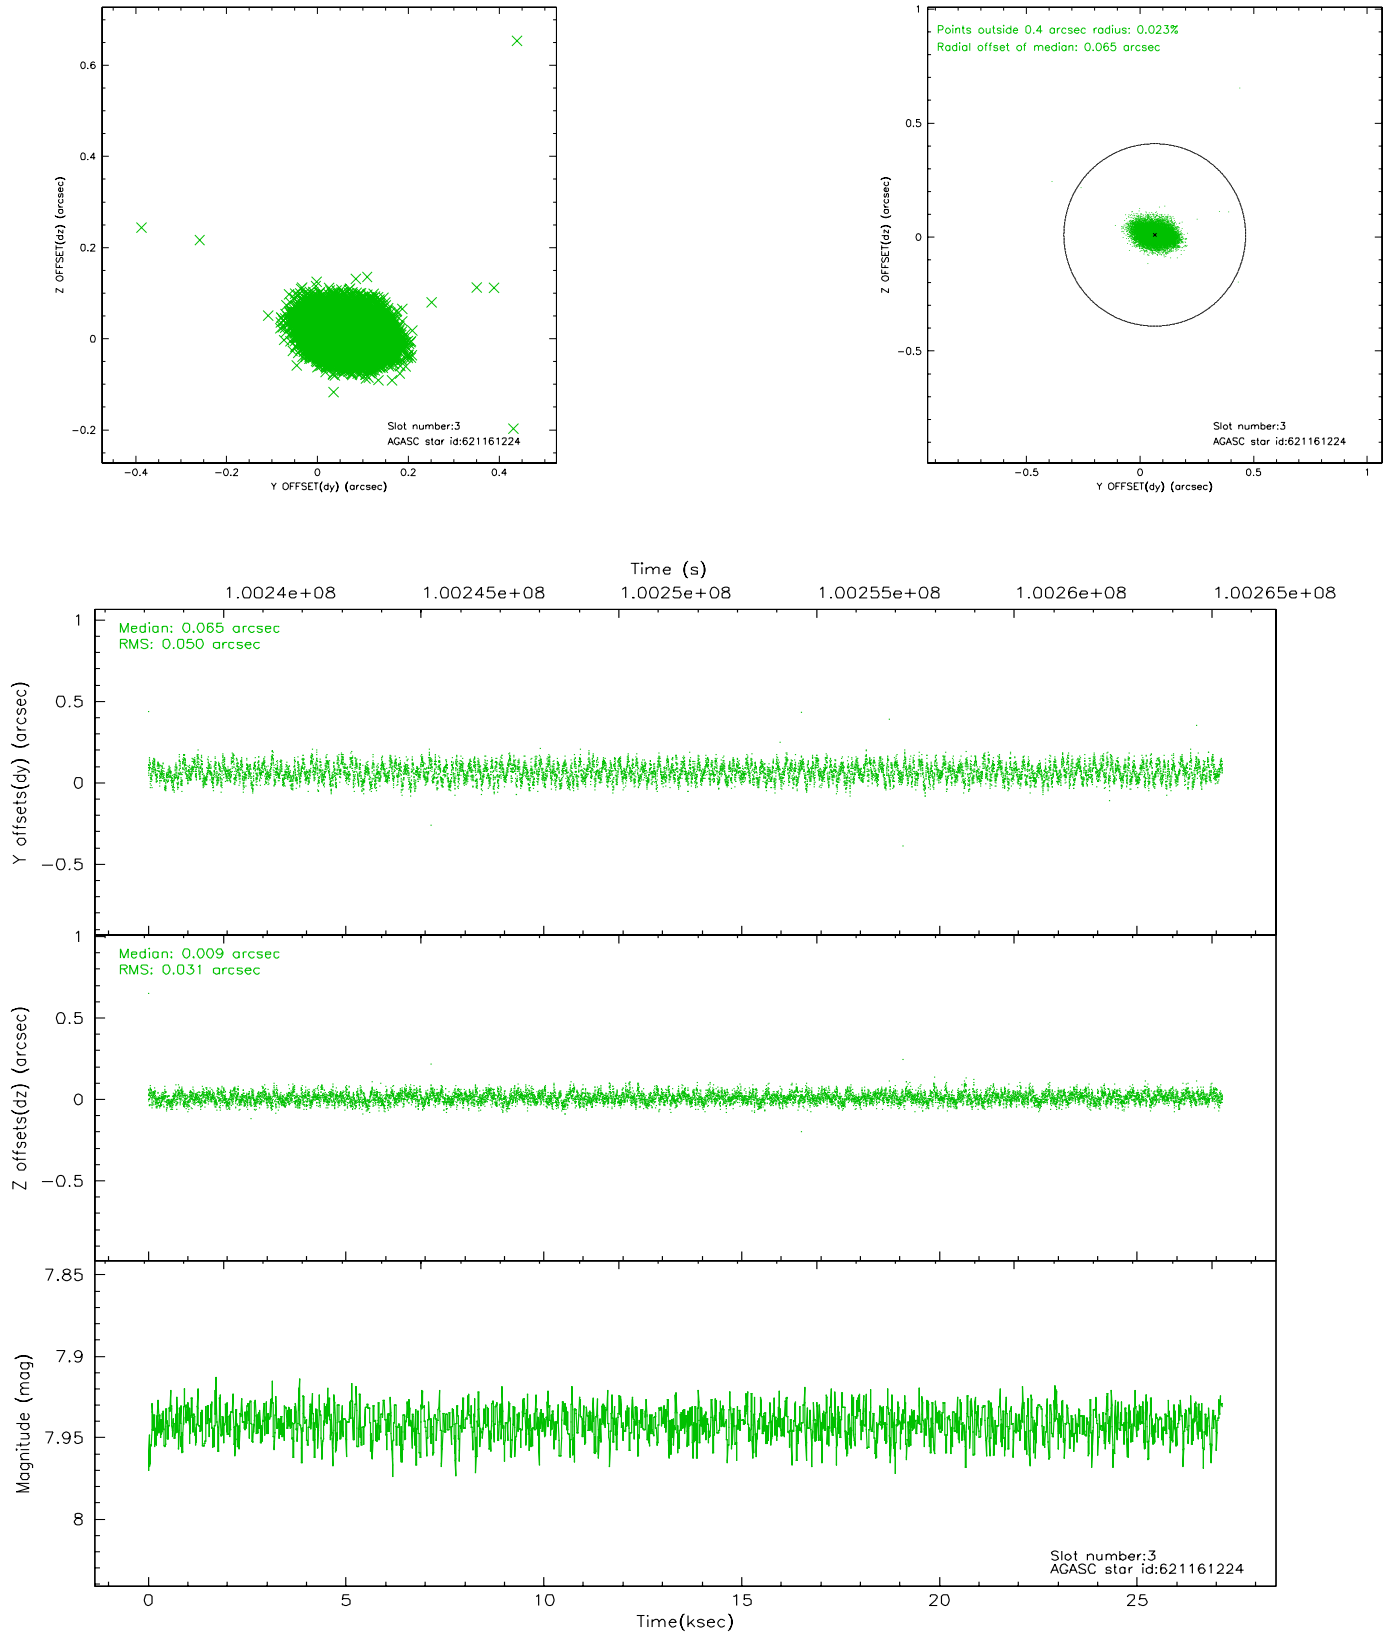 0.6
0.4
0.2
0
−0.2
Z OFFSET(dz) (arcsec)
Slot number:3
AGASC star id:621161224
−0.4 −0.2 0 0.2 0.4
Y OFFSET(dy) (arcsec)
Points outside 0.4 arcsec radius: 0.023%
Radial offset of median: 0.065 arcsec
1
0.5
0
−0.5
Z OFFSET(dz) (arcsec)
Slot number:3
AGASC star id:621161224
−0.5 0 0.5 1
Y OFFSET(dy) (arcsec)
Time (s)
1.0024e+08 1.00245e+08 1.0025e+08 1.00255e+08 1.0026e+08 1.00265e+08
Median: 0.065 arcsec
RMS: 0.050 arcsec
1
0.5
0
−0.5
Y offsets(dy) (arcsec)
Median: 0.009 arcsec
RMS: 0.031 arcsec
1
0.5
0
−0.5
Z offsets(dz) (arcsec)
7.85
7.9
7.95
8
Magnitude (mag)
Slot number:3
AGASC star id:621161224
0 5 10 15 20 25
Time(ksec)